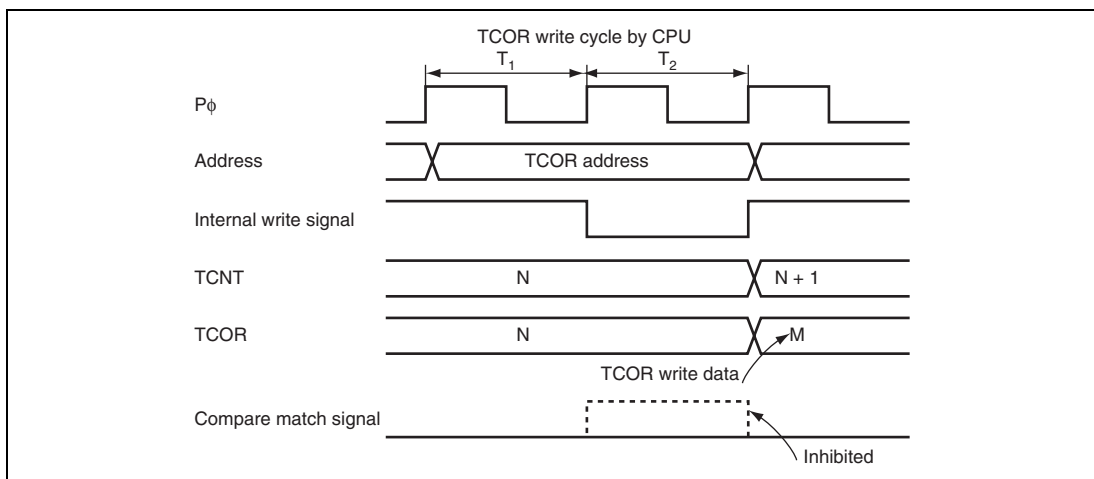 TCOR write cycle by CPU
T1 T2
Pϕ
Address TCOR address
Internal write signal
TCNT N N + 1
TCOR N M
TCOR write data
Compare match signal
Inhibited